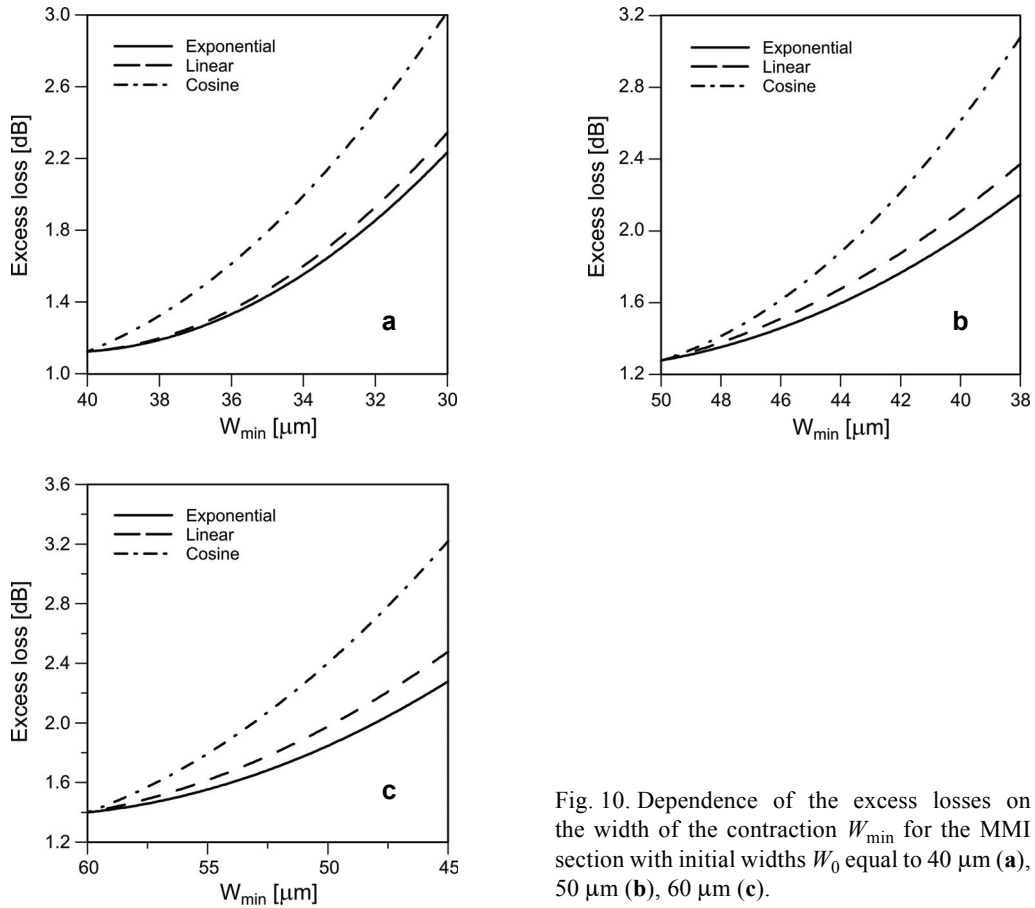 3.0
2.6
2.2
1.8
1.4
1.0
Excess loss [dB]
Exponential
Linear
Cosine
a
40 38 36 34 32 30
W_min [μm]
3.2
2.8
2.4
2.0
1.6
1.2
Excess loss [dB]
Exponential
Linear
Cosine
b
50 48 46 44 42 40 38
W_min [μm]
3.6
3.2
2.8
2.4
2.0
1.6
1.2
Excess loss [dB]
Exponential
Linear
Cosine
c
60 55 50 45
W_min [μm]
Fig. 10. Dependence of the excess losses on
the width of the contraction W_min for the MMI
section with initial widths W_0 equal to 40 μm (a),
50 μm (b), 60 μm (c).